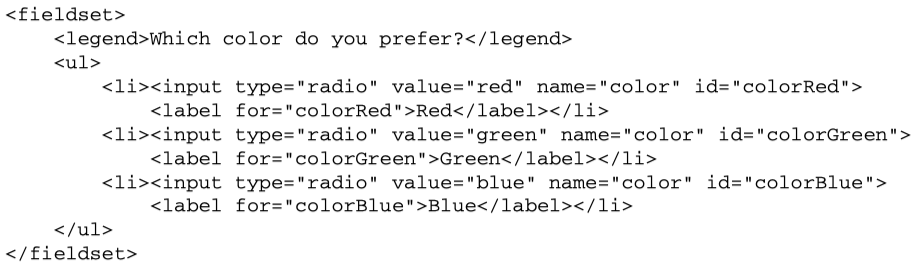 <fieldset>
    <legend>Which color do you prefer?</legend>
    <ul>
        <li><input type="radio" value="red" name="color" id="colorRed">
            <label for="colorRed">Red</label></li>
        <li><input type="radio" value="green" name="color" id="colorGreen">
            <label for="colorGreen">Green</label></li>
        <li><input type="radio" value="blue" name="color" id="colorBlue">
            <label for="colorBlue">Blue</label></li>
    </ul>
</fieldset>